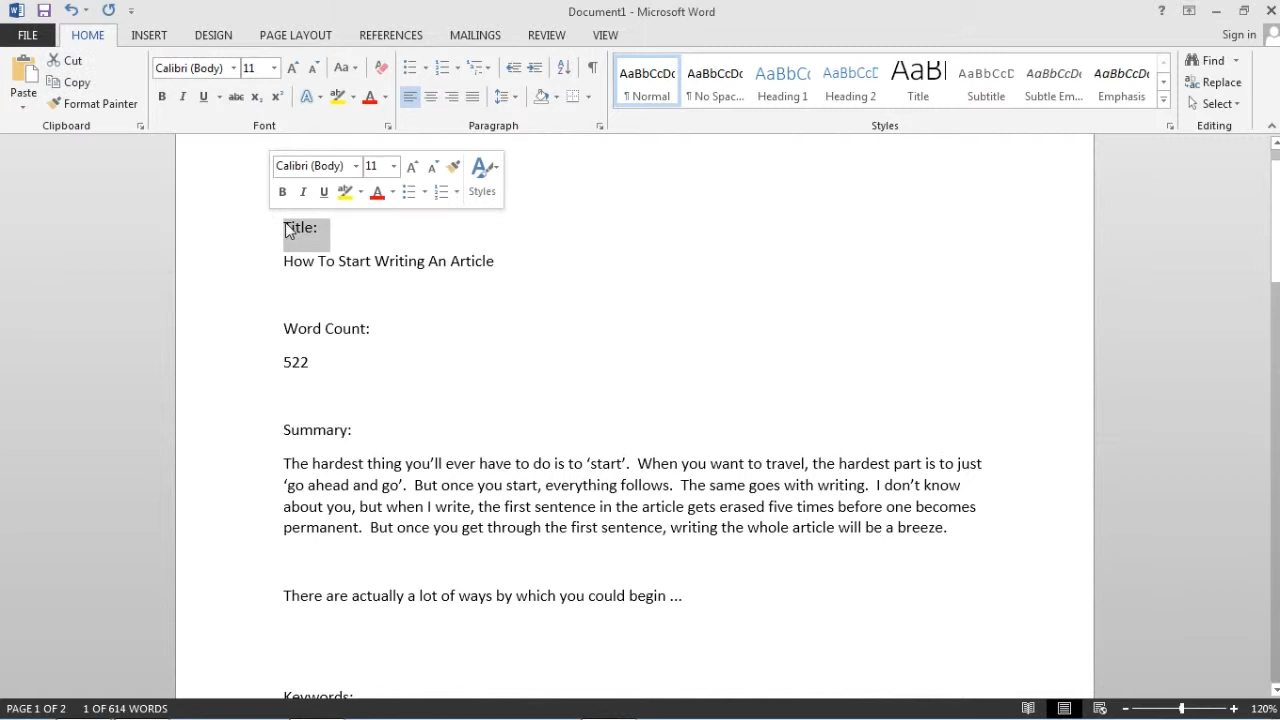 Document1 - Microsoft Word
Sign in
FILE HOME INSERT DESIGN PAGE LAYOUT REFERENCES MAILINGS REVIEW VIEW
Paste
Cut
Copy
Format Painter
Clipboard
Calibri (Body) 11
Font
Paragraph
AaBbCcDc AaBbCcDc AaBbCc AaBbCcD AaBl AaBbCcD AaBbCcDc AaBbCcDc
¶ Normal ¶ No Spac... Heading 1 Heading 2 Title Subtitle Subtle Em... Emphasis
Styles
Find
Replace
Select
Editing
Calibri (Body) 11
Styles
Title:
How To Start Writing An Article
Word Count:
522
Summary:
The hardest thing you’ll ever have to do is to ‘start’.  When you want to travel, the hardest part is to just
‘go ahead and go’.  But once you start, everything follows.  The same goes with writing.  I don’t know
about you, but when I write, the first sentence in the article gets erased five times before one becomes
permanent.  But once you get through the first sentence, writing the whole article will be a breeze.
There are actually a lot of ways by which you could begin ...
Keywords:
PAGE 1 OF 2 1 OF 614 WORDS
120%